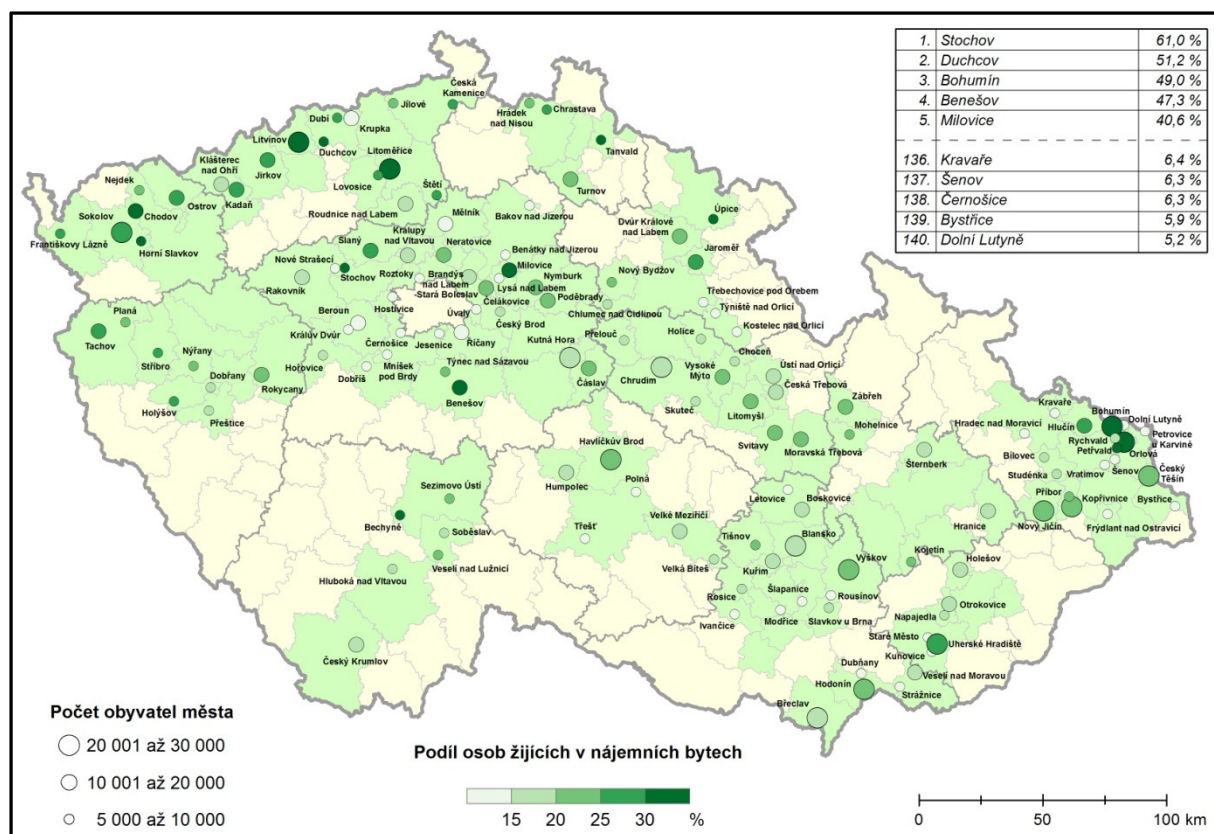 1. Stochov 61,0 %
2. Duchcov 51,2 %
3. Bohumín 49,0 %
4. Benešov 47,3 %
5. Milovice 40,6 %
136. Kravaře 6,4 %
137. Šenov 6,3 %
138. Černošice 6,3 %
139. Bystřice 5,9 %
140. Dolní Lutyně 5,2 %
Česká
Kamenice
Jílové
Hrádek
nad Nisou
Chrastava
Dubí
Krupka
Litvínov
Duchcov
Litoměřice
Tanvald
Klášterec
nad Ohří
Jirkov
Lovosice
Štětí
Turnov
Nejdek
Kadaň
Ostrov
Roudnice nad Labem
Mělník
Bakov nad Jizerou
Dvůr Králové
nad Labem
Úpice
Sokolov
Chodov
Františkovy Lázně
Horní Slavkov
Slaný
Kralupy
nad Vltavou
Neratovice
Benátky nad Jizerou
Jaroměř
Nové Strašecí
Stochov
Roztoky
Brandýs
nad Labem
-Stará Boleslav
Milovice
Lysá nad Labem
Nymburk
Nový Bydžov
Rakovník
Čelákovice
Poděbrady
Třebechovice pod Orebem
Týniště nad Orlicí
Hostivice
Úvaly
Český Brod
Chlumec nad Cidlinou
Kostelec nad Orlicí
Planá
Beroun
Králův Dvůr
Černošice
Jesenice
Říčany
Kutná Hora
Přelouč
Holice
Choceň
Tachov
Stříbro
Nýřany
Hořovice
Dobříš
Mníšek
pod Brdy
Týnec nad Sázavou
Čáslav
Chrudim
Vysoké
Mýto
Ústí nad Orlicí
Česká Třebová
Dobřany
Rokycany
Holýšov
Přeštice
Benešov
Skuteč
Litomyšl
Zábřeh
Mohelnice
Svitavy
Moravská Třebová
Kravaře
Bohumín
Dolní Lutyně
Hlučín
Petrovice
u Karviné
Hradec nad Moravicí
Rychvald
Petřvald
Orlová
Bílovec
Šenov
Český
Těšín
Studénka
Vratimov
Příbor
Kopřivnice
Bystřice
Nový Jičín
Frýdlant nad Ostravicí
Havlíčkův Brod
Humpolec
Polná
Šternberk
Sezimovo Ústí
Letovice
Boskovice
Hranice
Bechyně
Soběslav
Třešť
Velké Meziříčí
Tišnov
Blansko
Veselí nad Lužnicí
Velká Bíteš
Kuřim
Vyškov
Kojetín
Holešov
Hluboká nad Vltavou
Rosice
Šlapanice
Rousínov
Ivančice
Modřice
Slavkov u Brna
Napajedla
Otrokovice
Staré Město
Uherské Hradiště
Kunovice
Český Krumlov
Dubňany
Veselí nad Moravou
Hodonín
Strážnice
Břeclav
Počet obyvatel města
20 001 až 30 000
10 001 až 20 000
5 000 až 10 000
Podíl osob žijících v nájemních bytech
15 20 25 30 %
0 50 100 km